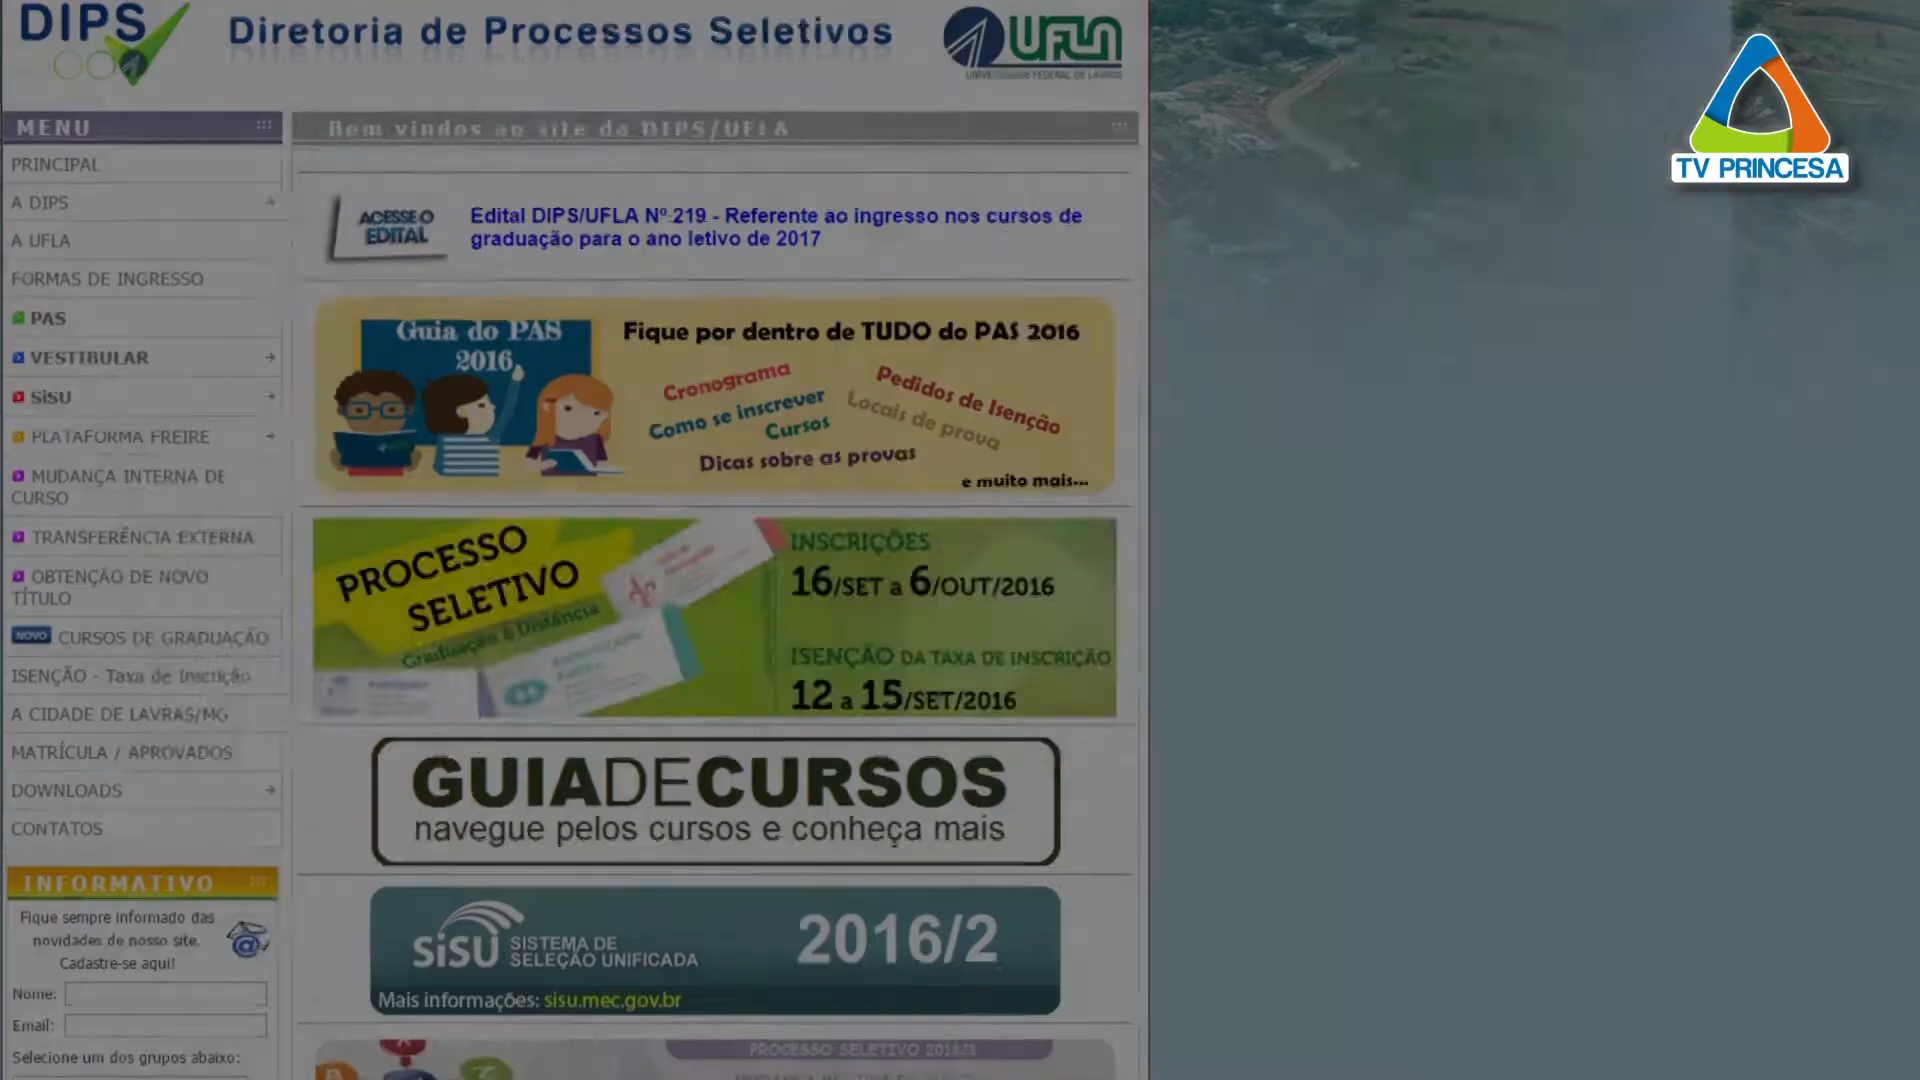 DIPS
Diretoria de Processos Seletivos
UFLA
UNIVERSIDADE FEDERAL DE LAVRAS
TV PRINCESA
MENU
PRINCIPAL
A DIPS
A UFLA
FORMAS DE INGRESSO
PAS
VESTIBULAR
SiSU
PLATAFORMA FREIRE
MUDANÇA INTERNA DE
CURSO
TRANSFERÊNCIA EXTERNA
OBTENÇÃO DE NOVO
TÍTULO
NOVO CURSOS DE GRADUAÇÃO
ISENÇÃO - Taxa de Inscrição
A CIDADE DE LAVRAS/MG
MATRÍCULA / APROVADOS
DOWNLOADS
CONTATOS
INFORMATIVO
Fique sempre informado das
novidades de nosso site.
Cadastre-se aqui!
Nome:
Email:
Selecione um dos grupos abaixo:
Bem vindos ao site da DIPS/UFLA
ACESSE O
EDITAL
Edital DIPS/UFLA Nº 219 - Referente ao ingresso nos cursos de
graduação para o ano letivo de 2017
Guia do PAS
2016
Fique por dentro de TUDO do PAS 2016
Cronograma
Pedidos de Isenção
Como se inscrever
Locais de prova
Cursos
Dicas sobre as provas
e muito mais...
PROCESSO
SELETIVO
Graduação a Distância
INSCRIÇÕES
16/SET a 6/OUT/2016
ISENÇÃO DA TAXA DE INSCRIÇÃO
12 a 15/SET/2016
GUIADECURSOS
navegue pelos cursos e conheça mais
SiSU SISTEMA DE
SELEÇÃO UNIFICADA
2016/2
Mais informações: sisu.mec.gov.br
PROCESSO SELETIVO